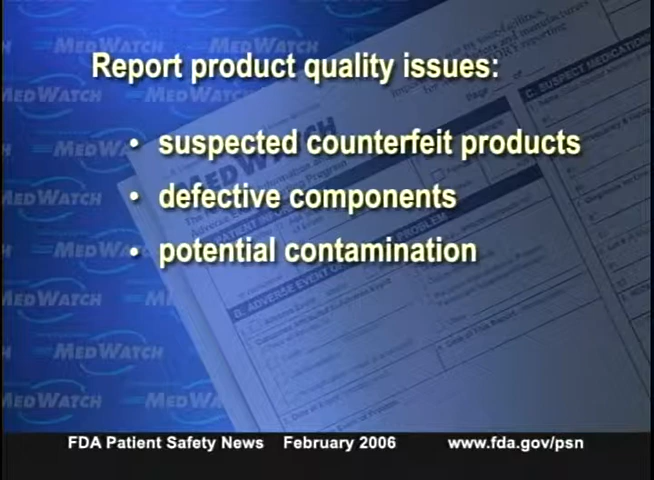 Report product quality issues:
• suspected counterfeit products
• defective components
• potential contamination
MEDWATCH
FDA Patient Safety News February 2006 www.fda.gov/psn